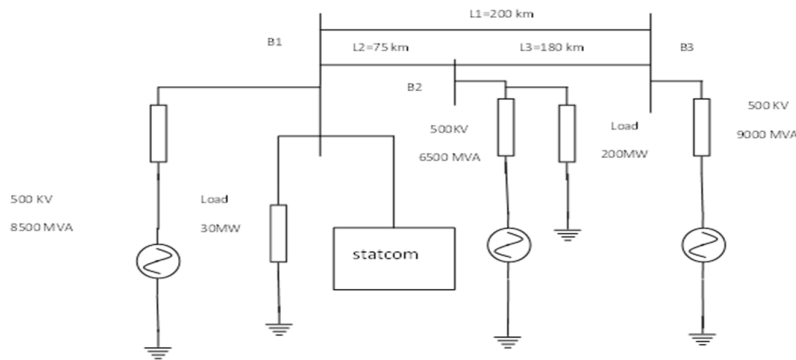 L1=200 km
B1
L2=75 km
L3=180 km
B3
B2
500KV
6500 MVA
Load
200MW
500 KV
9000 MVA
500 KV
8500 MVA
Load
30MW
statcom